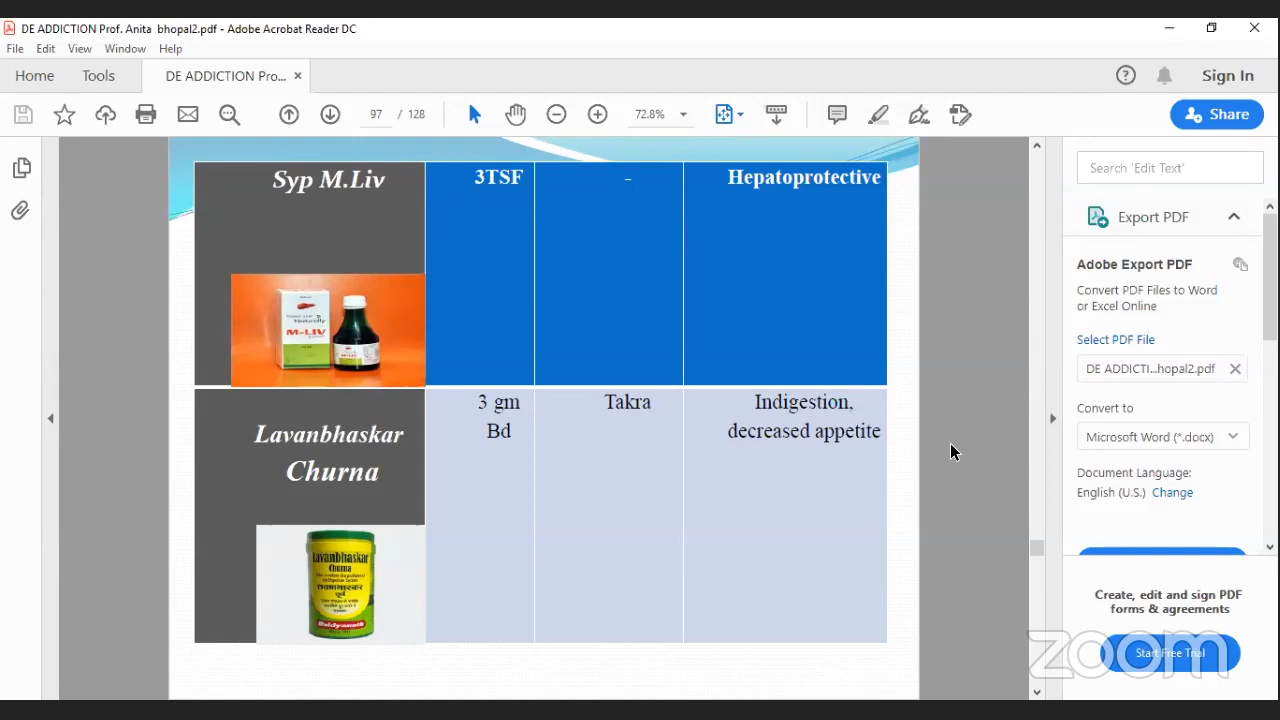 DE ADDICTION Prof. Anita bhopal2.pdf - Adobe Acrobat Reader DC
File Edit View Window Help
Home Tools DE ADDICTION Pro... × Sign In
97 / 128 72.8% Share
Syp M.Liv 3TSF - Hepatoprotective
M-LIV
Lavanbhaskar
Churna
3 gm
Bd
Takra
Indigestion,
decreased appetite
Lavanbhaskar
Churna
लवणभास्कर
चूर्ण
Baidyanath
Search 'Edit Text'
Export PDF
Adobe Export PDF
Convert PDF Files to Word
or Excel Online
Select PDF File
DE ADDICTI...hopal2.pdf
Convert to
Microsoft Word (*.docx)
Document Language:
English (U.S.) Change
Create, edit and sign PDF
forms & agreements
Start Free Trial
zoom